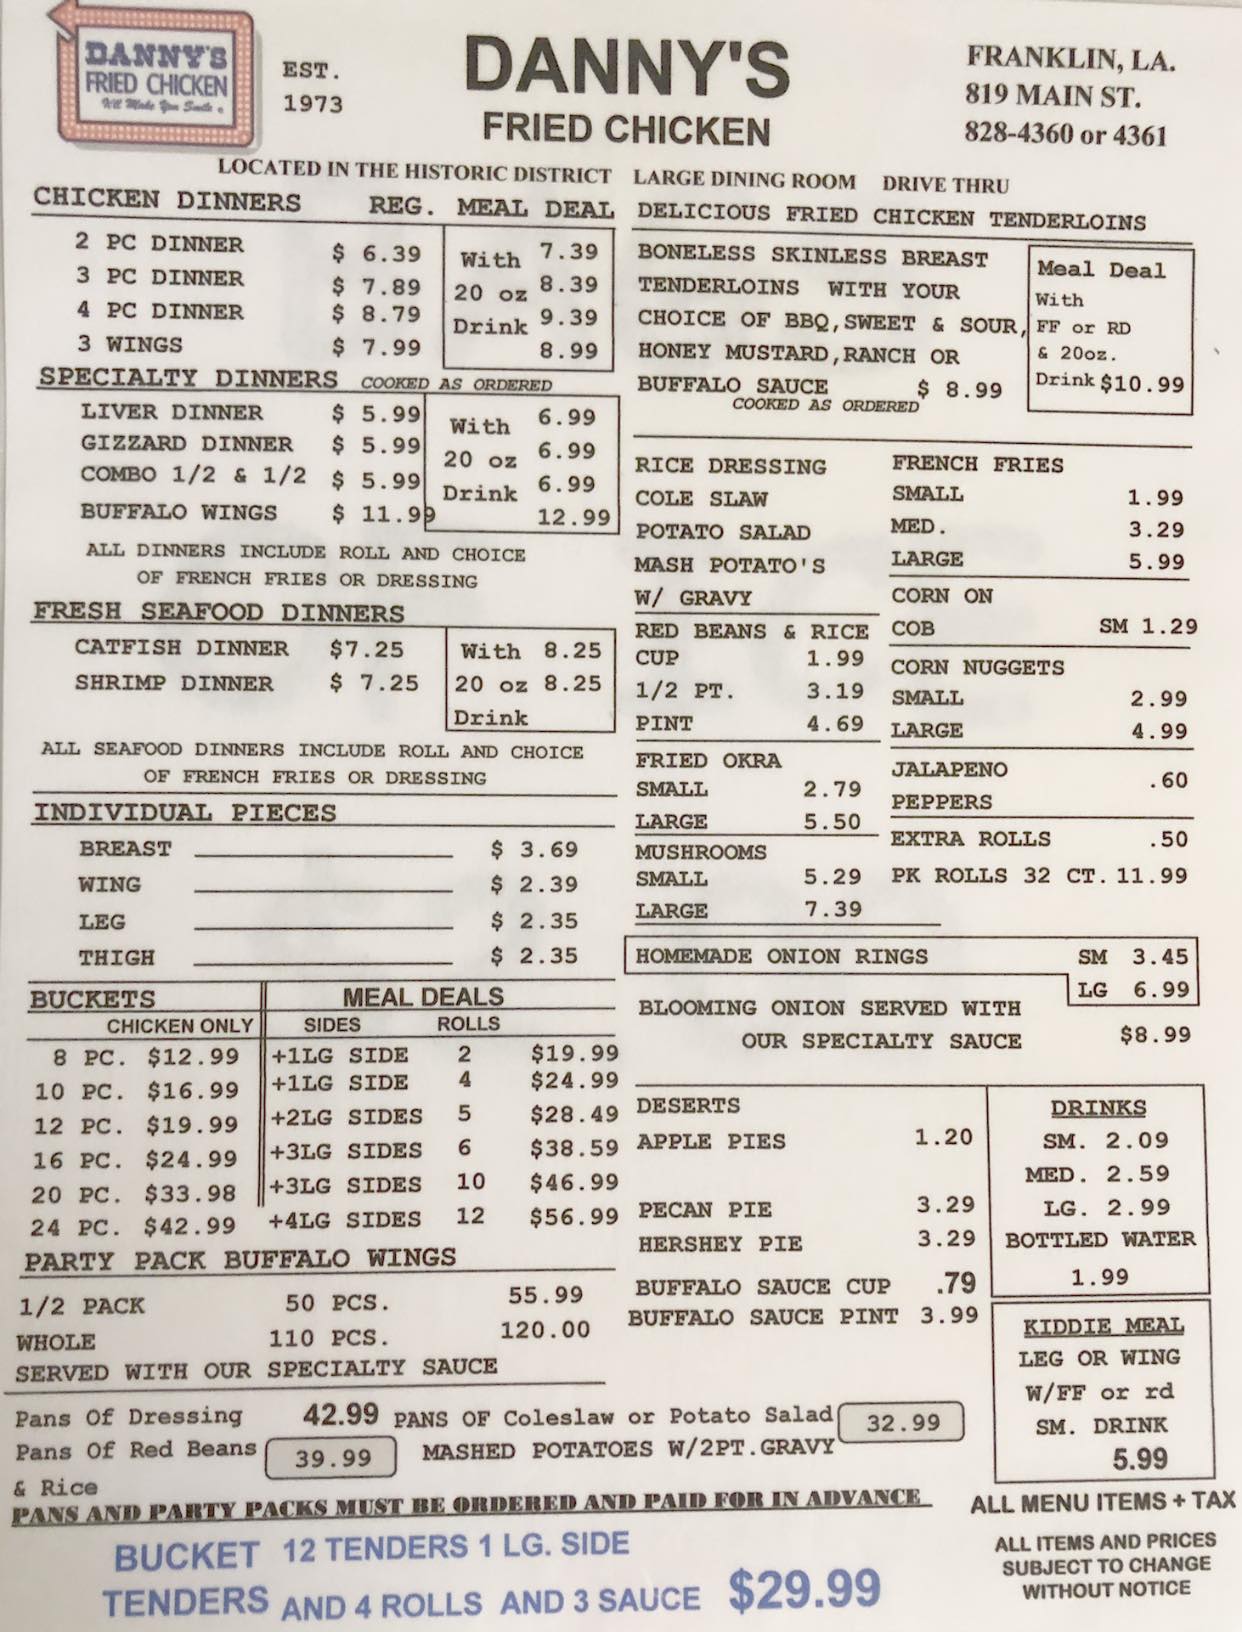 DANNY'S
FRIED CHICKEN
We'll Make You Smile
EST.
1973
DANNY'S
FRIED CHICKEN
FRANKLIN, LA.
819 MAIN ST.
828-4360 or 4361
LOCATED IN THE HISTORIC DISTRICT LARGE DINING ROOM DRIVE THRU
CHICKEN DINNERS REG. MEAL DEAL
2 PC DINNER $ 6.39 7.39
3 PC DINNER $ 7.89 8.39
4 PC DINNER $ 8.79 9.39
3 WINGS $ 7.99 8.99
With
20 oz
Drink
SPECIALTY DINNERS COOKED AS ORDERED
LIVER DINNER $ 5.99 6.99
GIZZARD DINNER $ 5.99 6.99
COMBO 1/2 & 1/2 $ 5.99 6.99
BUFFALO WINGS $ 11.99 12.99
With
20 oz
Drink
ALL DINNERS INCLUDE ROLL AND CHOICE
OF FRENCH FRIES OR DRESSING
FRESH SEAFOOD DINNERS
CATFISH DINNER $7.25 With 8.25
SHRIMP DINNER $ 7.25 20 oz 8.25
Drink
ALL SEAFOOD DINNERS INCLUDE ROLL AND CHOICE
OF FRENCH FRIES OR DRESSING
INDIVIDUAL PIECES
BREAST $ 3.69
WING $ 2.39
LEG $ 2.35
THIGH $ 2.35
BUCKETS MEAL DEALS
CHICKEN ONLY SIDES ROLLS
8 PC. $12.99 +1LG SIDE 2 $19.99
10 PC. $16.99 +1LG SIDE 4 $24.99
12 PC. $19.99 +2LG SIDES 5 $28.49
16 PC. $24.99 +3LG SIDES 6 $38.59
20 PC. $33.98 +3LG SIDES 10 $46.99
24 PC. $42.99 +4LG SIDES 12 $56.99
PARTY PACK BUFFALO WINGS
1/2 PACK 50 PCS. 55.99
WHOLE 110 PCS. 120.00
SERVED WITH OUR SPECIALTY SAUCE
DELICIOUS FRIED CHICKEN TENDERLOINS
BONELESS SKINLESS BREAST
TENDERLOINS WITH YOUR
CHOICE OF BBQ, SWEET & SOUR,
HONEY MUSTARD, RANCH OR
BUFFALO SAUCE $ 8.99
COOKED AS ORDERED
Meal Deal
With
FF or RD
& 20oz.
Drink $10.99
RICE DRESSING
COLE SLAW
POTATO SALAD
MASH POTATO'S
W/ GRAVY
RED BEANS & RICE
CUP 1.99
1/2 PT. 3.19
PINT 4.69
FRIED OKRA
SMALL 2.79
LARGE 5.50
MUSHROOMS
SMALL 5.29
LARGE 7.39
FRENCH FRIES
SMALL 1.99
MED. 3.29
LARGE 5.99
CORN ON
COB SM 1.29
CORN NUGGETS
SMALL 2.99
LARGE 4.99
JALAPENO
PEPPERS .60
EXTRA ROLLS .50
PK ROLLS 32 CT. 11.99
HOMEMADE ONION RINGS SM 3.45
LG 6.99
BLOOMING ONION SERVED WITH
OUR SPECIALTY SAUCE $8.99
DESERTS
APPLE PIES 1.20
PECAN PIE 3.29
HERSHEY PIE 3.29
BUFFALO SAUCE CUP .79
BUFFALO SAUCE PINT 3.99
DRINKS
SM. 2.09
MED. 2.59
LG. 2.99
BOTTLED WATER
1.99
KIDDIE MEAL
LEG OR WING
W/FF or rd
SM. DRINK
5.99
Pans Of Dressing 42.99 PANS OF Coleslaw or Potato Salad 32.99
Pans Of Red Beans 39.99 MASHED POTATOES W/2PT.GRAVY
& Rice
PANS AND PARTY PACKS MUST BE ORDERED AND PAID FOR IN ADVANCE
ALL MENU ITEMS + TAX
ALL ITEMS AND PRICES
SUBJECT TO CHANGE
WITHOUT NOTICE
BUCKET 12 TENDERS 1 LG. SIDE
TENDERS AND 4 ROLLS AND 3 SAUCE $29.99